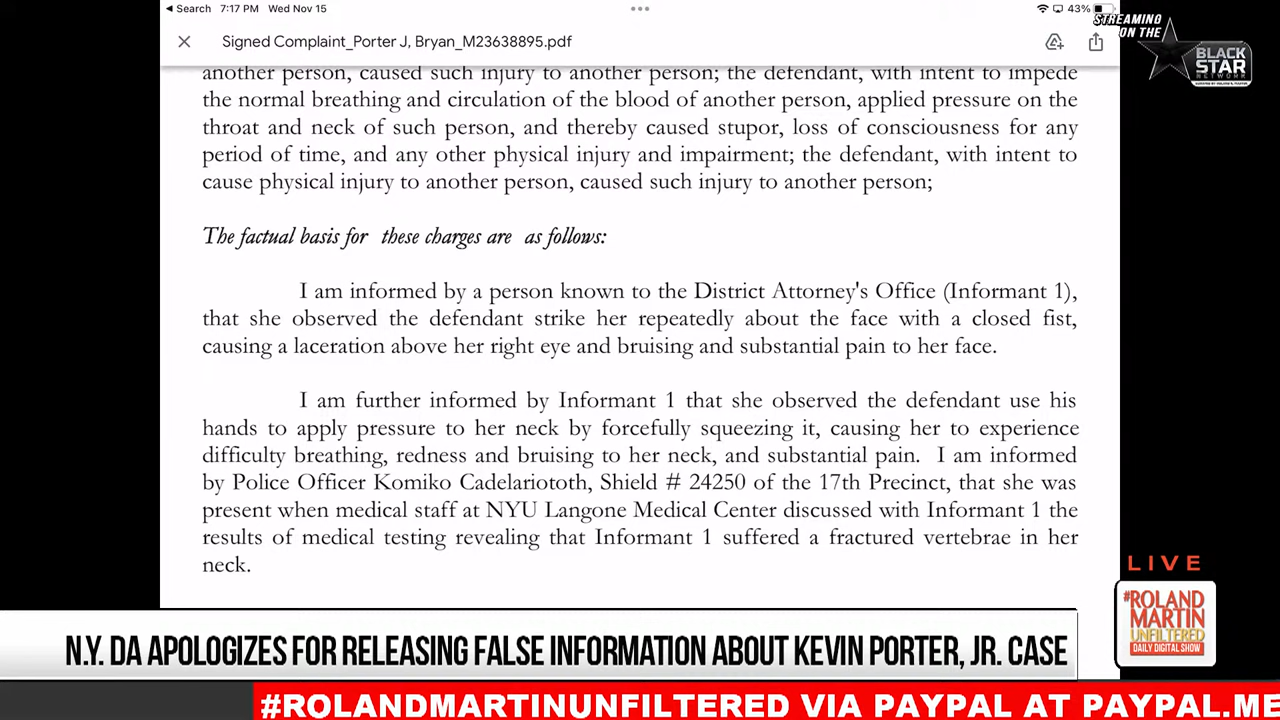 Search 7:17 PM Wed Nov 15
43%
STREAMING
ON THE
BLACK
STAR
NETWORK
Signed Complaint_Porter J, Bryan_M23638895.pdf
another person, caused such injury to another person; the defendant, with intent to impede
the normal breathing and circulation of the blood of another person, applied pressure on the
throat and neck of such person, and thereby caused stupor, loss of consciousness for any
period of time, and any other physical injury and impairment; the defendant, with intent to
cause physical injury to another person, caused such injury to another person;
The factual basis for these charges are as follows:
I am informed by a person known to the District Attorney's Office (Informant 1),
that she observed the defendant strike her repeatedly about the face with a closed fist,
causing a laceration above her right eye and bruising and substantial pain to her face.
I am further informed by Informant 1 that she observed the defendant use his
hands to apply pressure to her neck by forcefully squeezing it, causing her to experience
difficulty breathing, redness and bruising to her neck, and substantial pain. I am informed
by Police Officer Komiko Cadelariototh, Shield # 24250 of the 17th Precinct, that she was
present when medical staff at NYU Langone Medical Center discussed with Informant 1 the
results of medical testing revealing that Informant 1 suffered a fractured vertebrae in her
neck.
LIVE
#ROLAND
MARTIN
UNFILTERED
DAILY DIGITAL SHOW
N.Y. DA APOLOGIZES FOR RELEASING FALSE INFORMATION ABOUT KEVIN PORTER, JR. CASE
#ROLANDMARTINUNFILTERED VIA PAYPAL AT PAYPAL.ME